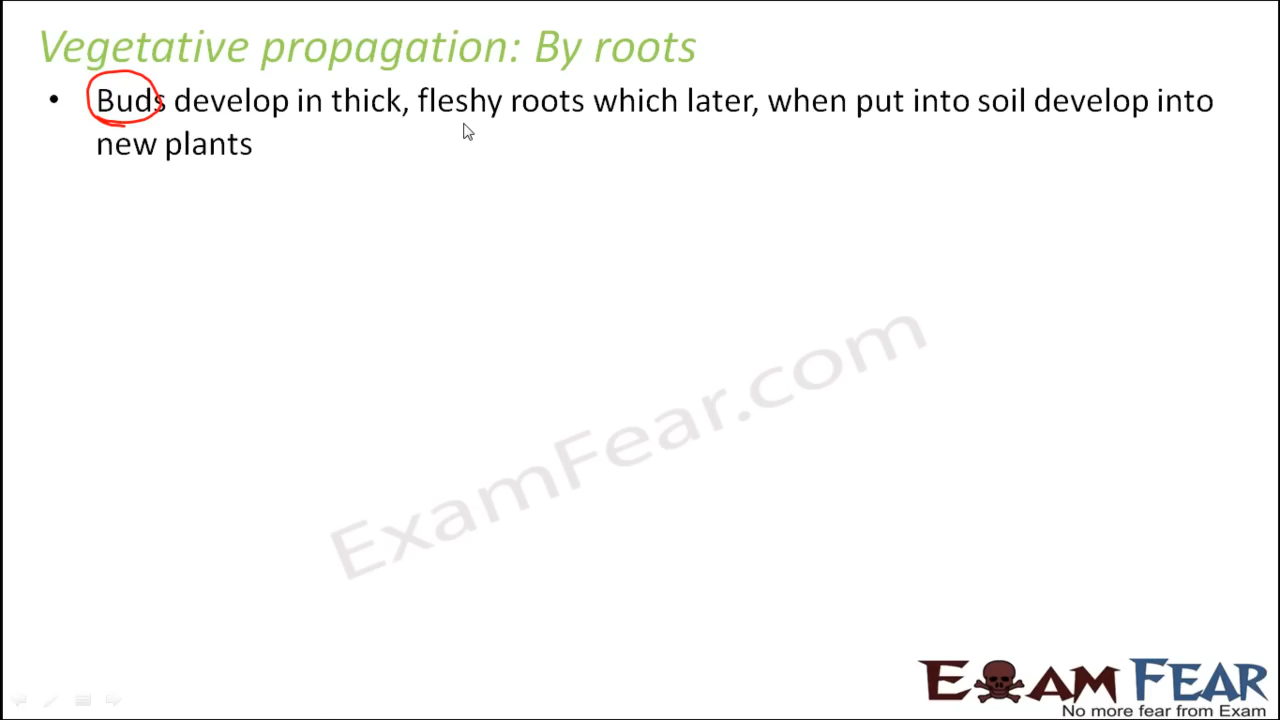 Vegetative propagation: By roots
• Buds develop in thick, fleshy roots which later, when put into soil develop into
new plants
ExamFear.com
EXAM FEAR
No more fear from Exam